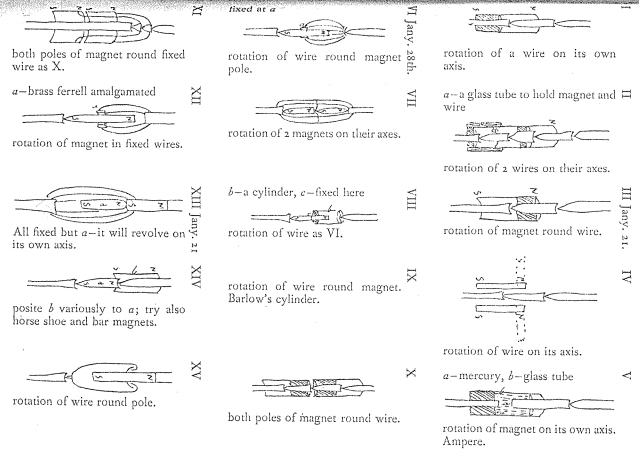 I
rotation of a wire on its own
axis.
II
a—a glass tube to hold magnet and
wire
rotation of 2 wires on their axes.
III Jany. 21.
rotation of magnet round wire.
IV
rotation of wire on its axis.
V
a—mercury, b—glass tube
rotation of magnet on its own axis.
Ampere.
VI Jany. 28th.
fixed at a
rotation of wire round magnet
pole.
VII
rotation of 2 magnets on their axes.
VIII
b—a cylinder, c—fixed here
rotation of wire as VI.
IX
rotation of wire round magnet.
Barlow's cylinder.
X
both poles of magnet round wire.
XI
both poles of magnet round fixed
wire as X.
XII
a—brass ferrell amalgamated
rotation of magnet in fixed wires.
XIII Jany. 21
All fixed but a—it will revolve on
its own axis.
XIV
posite b variously to a; try also
horse shoe and bar magnets.
XV
rotation of wire round pole.